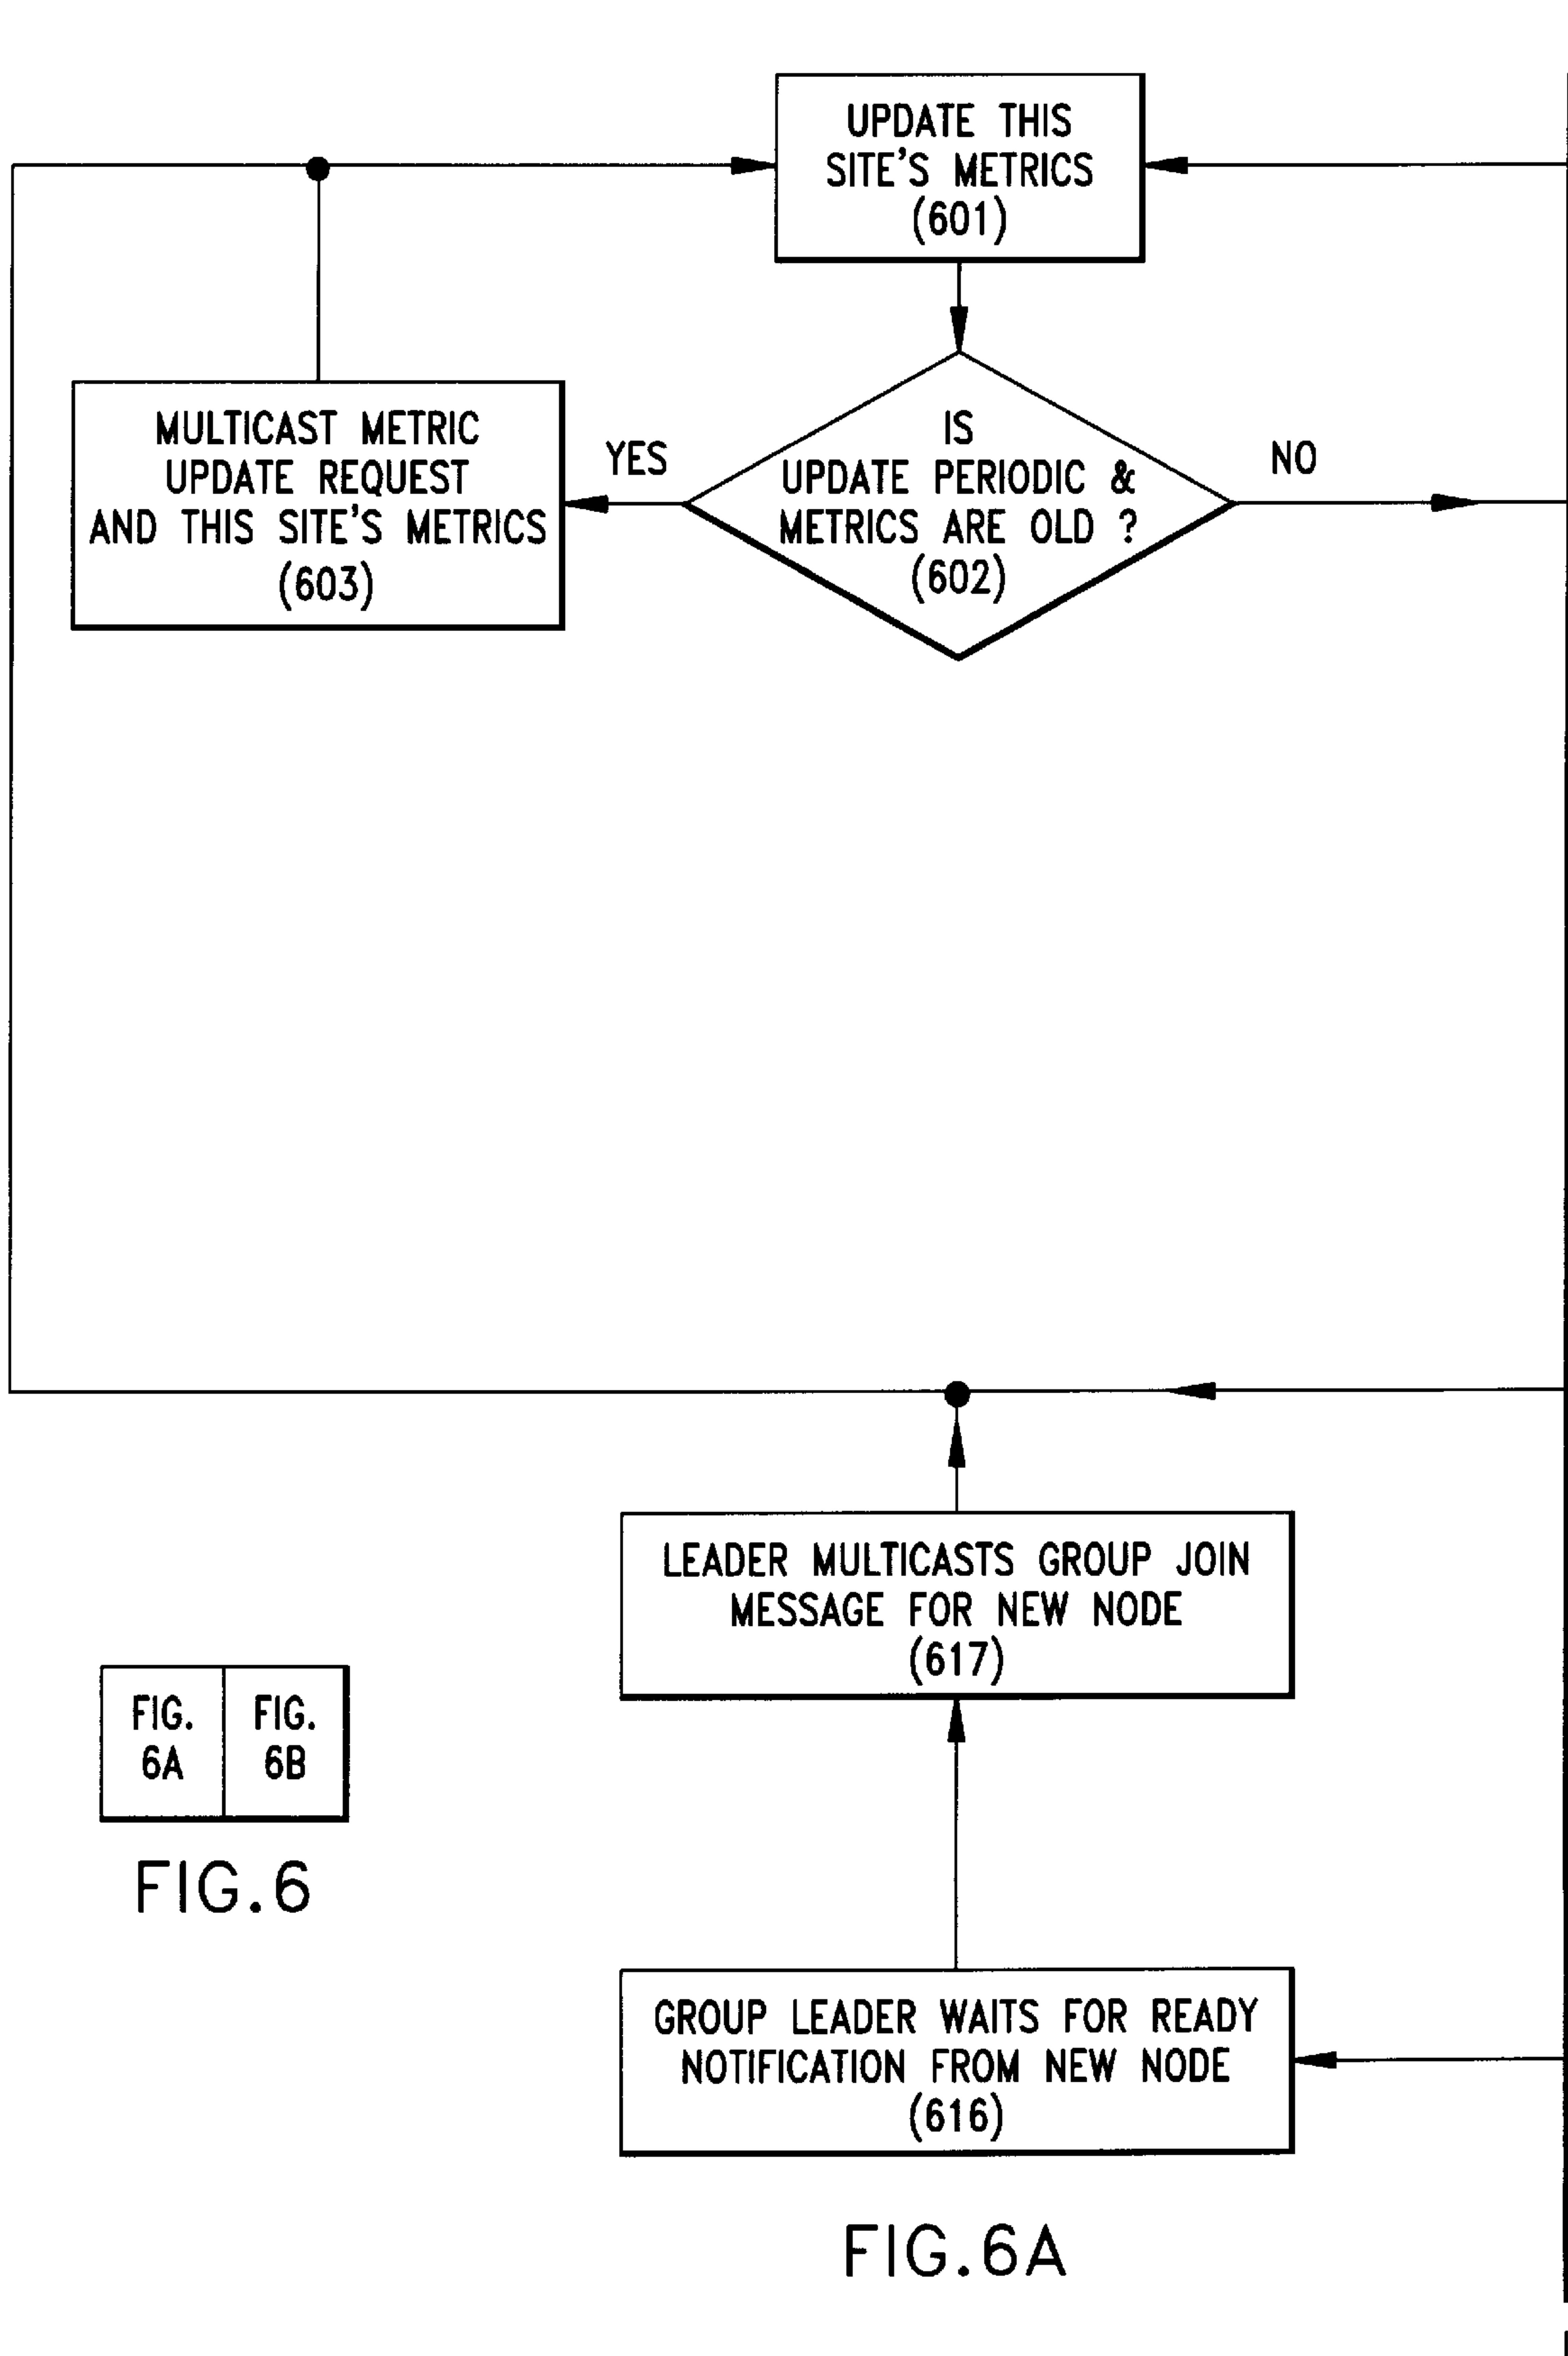 UPDATE THIS
SITE'S METRICS
(601)
MULTICAST METRIC
UPDATE REQUEST
AND THIS SITE'S METRICS
(603)
YES
IS
UPDATE PERIODIC &
METRICS ARE OLD ?
(602)
NO
LEADER MULTICASTS GROUP JOIN
MESSAGE FOR NEW NODE
(617)
FIG.
6A
FIG.
6B
FIG.6
GROUP LEADER WAITS FOR READY
NOTIFICATION FROM NEW NODE
(616)
FIG.6A